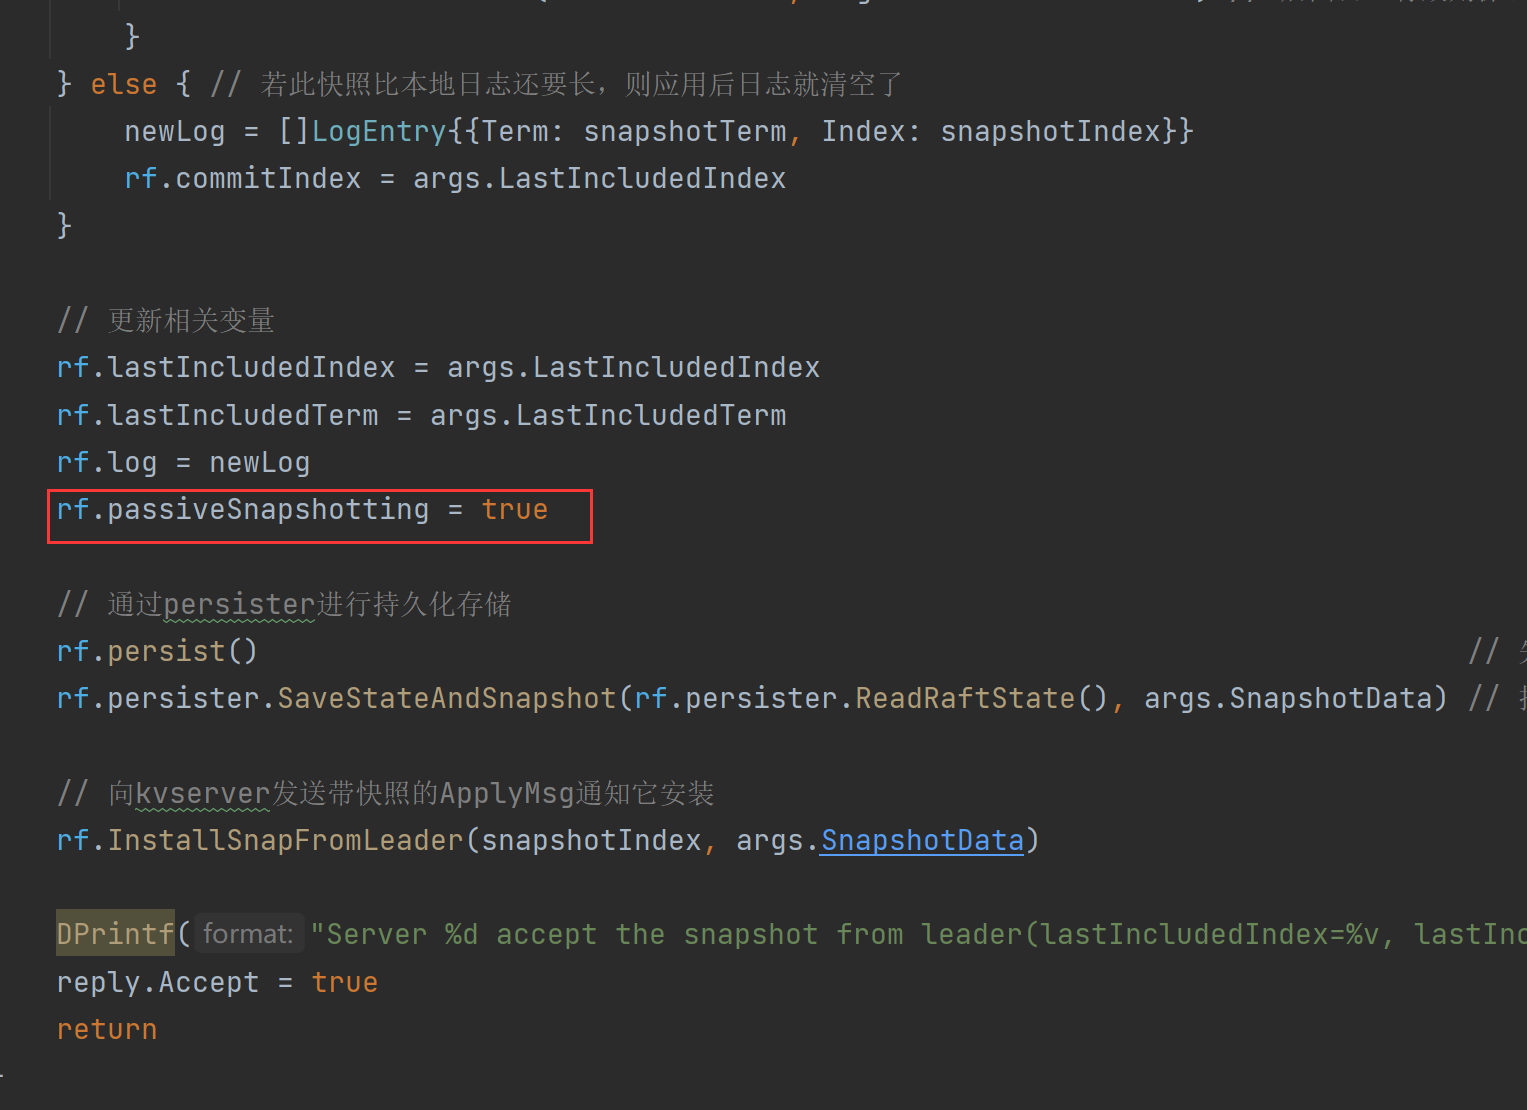 }
} else { // 若此快照比本地日志还要长，则应用后日志就清空了
newLog = []LogEntry{{Term: snapshotTerm, Index: snapshotIndex}}
rf.commitIndex = args.LastIncludedIndex
}
// 更新相关变量
rf.lastIncludedIndex = args.LastIncludedIndex
rf.lastIncludedTerm = args.LastIncludedTerm
rf.log = newLog
rf.passiveSnapshotting = true
// 通过persister进行持久化存储
rf.persist() //
rf.persister.SaveStateAndSnapshot(rf.persister.ReadRaftState(), args.SnapshotData) //
// 向kvserver发送带快照的ApplyMsg通知它安装
rf.InstallSnapFromLeader(snapshotIndex, args.SnapshotData)
DPrintf( format: "Server %d accept the snapshot from leader(lastIncludedIndex=%v, lastInc
reply.Accept = true
return